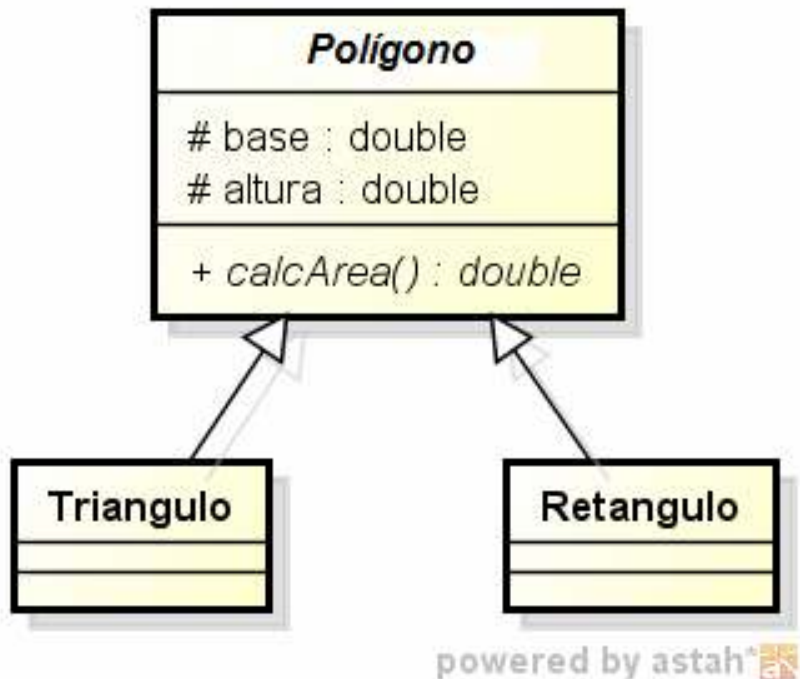 Polígono
# base : double
# altura : double
+ calcArea() : double
Triangulo
Retangulo
powered by astah*